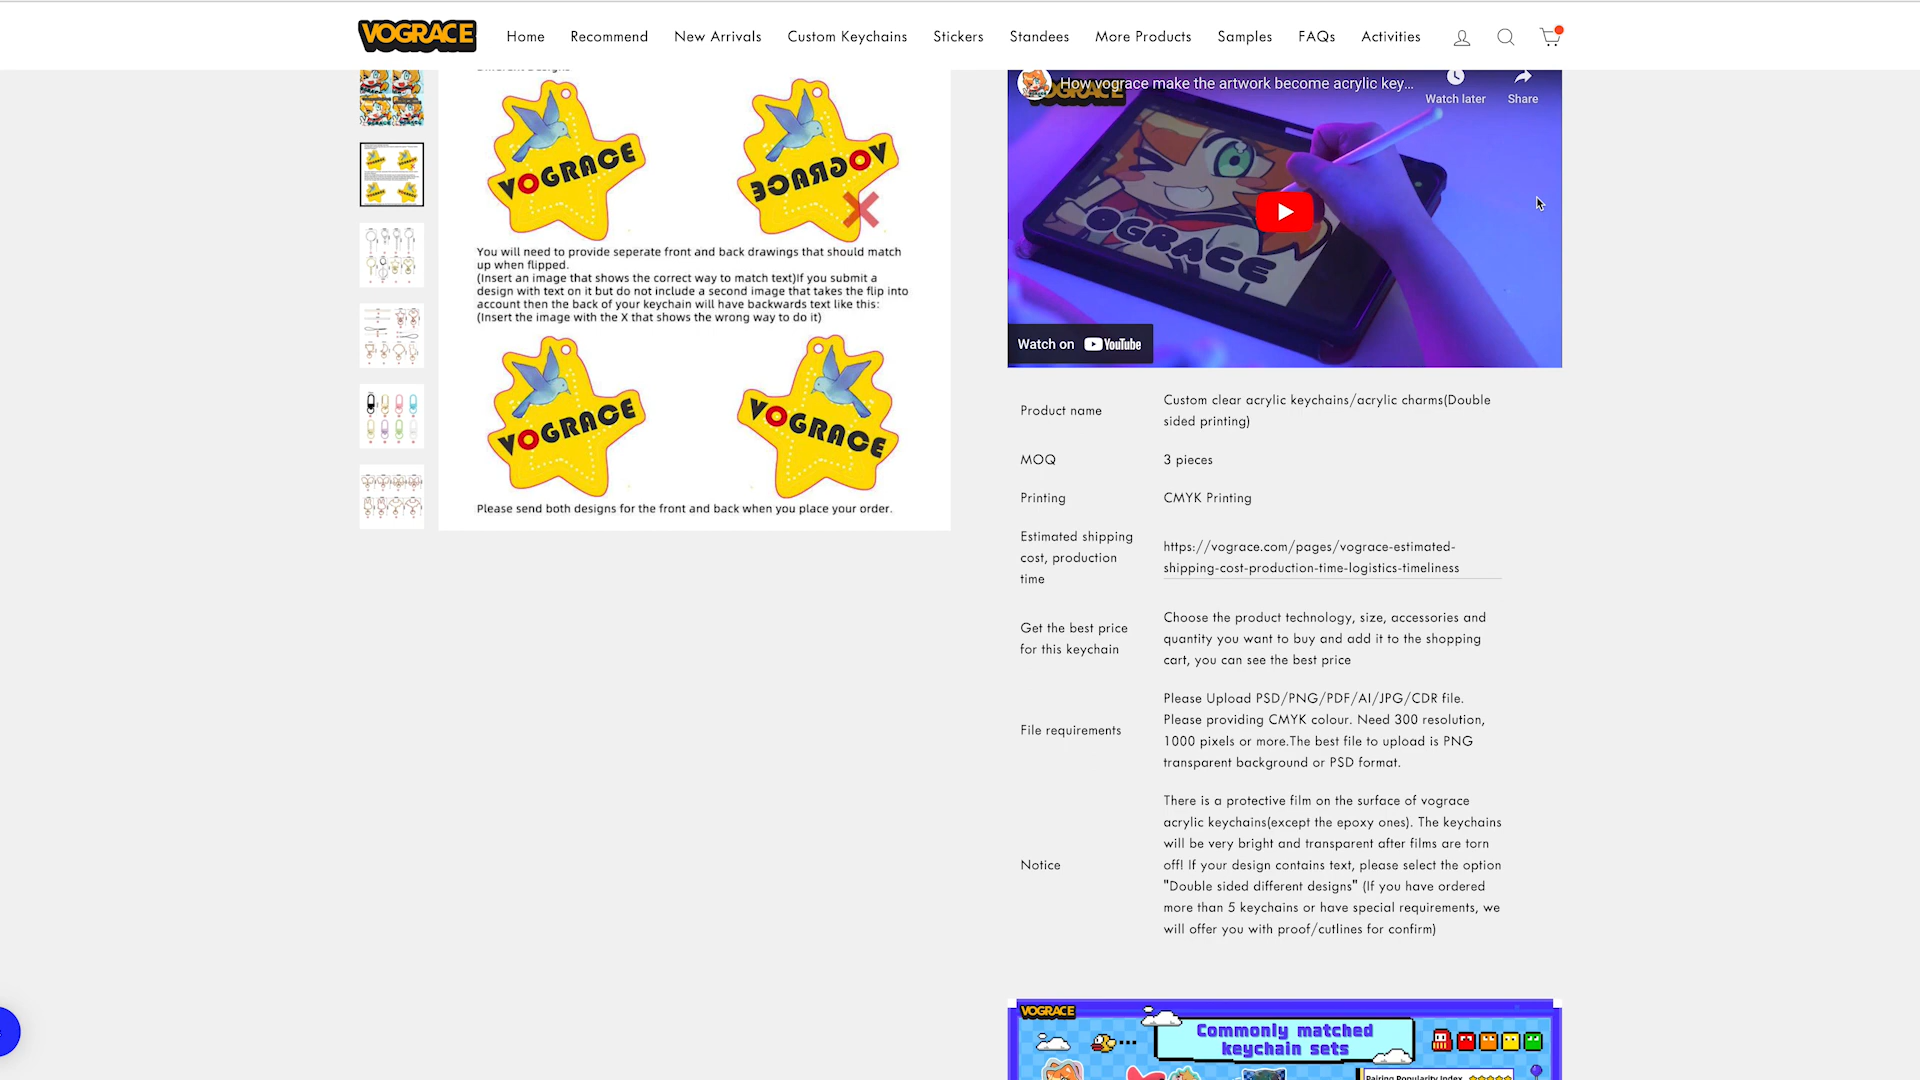 VOGRACE
Home Recommend New Arrivals Custom Keychains Stickers Standees More Products Samples FAQs Activities
VOGRACE
VOGRACE
You will need to provide seperate front and back drawings that should match
up when flipped.
(Insert an image that shows the correct way to match text)If you submit a
design with text on it but do not include a second image that takes the flip into
account then the back of your keychain will have backwards text like this:
(Insert the image with the X that shows the wrong way to do it)
VOGRACE
VOGRACE
Please send both designs for the front and back when you place your order.
How vograce make the artwork become acrylic key...
Watch later
Share
OGRACE
Watch on YouTube
Product name
Custom clear acrylic keychains/acrylic charms(Double
sided printing)
MOQ
3 pieces
Printing
CMYK Printing
Estimated shipping
cost, production
time
https://vograce.com/pages/vograce-estimated-
shipping-cost-production-time-logistics-timeliness
Get the best price
for this keychain
Choose the product technology, size, accessories and
quantity you want to buy and add it to the shopping
cart, you can see the best price
File requirements
Please Upload PSD/PNG/PDF/AI/JPG/CDR file.
Please providing CMYK colour. Need 300 resolution,
1000 pixels or more.The best file to upload is PNG
transparent background or PSD format.
Notice
There is a protective film on the surface of vograce
acrylic keychains(except the epoxy ones). The keychains
will be very bright and transparent after films are torn
off! If your design contains text, please select the option
"Double sided different designs" (If you have ordered
more than 5 keychains or have special requirements, we
will offer you with proof/cutlines for confirm)
VOGRACE
Commonly matched
keychain sets
Pairing Popularity Index